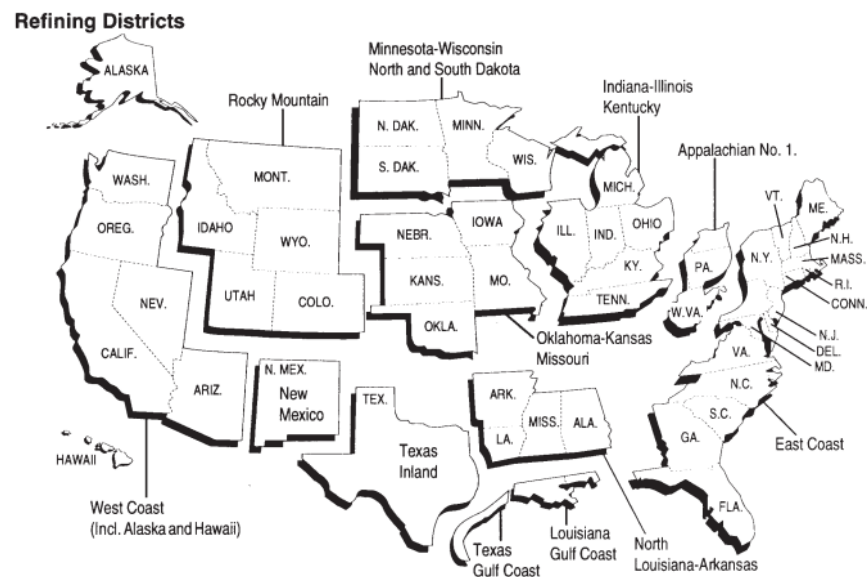 Refining Districts
ALASKA
Rocky Mountain
Minnesota-Wisconsin
North and South Dakota
Indiana-Illinois
Kentucky
Appalachian No. 1.
WASH.
OREG.
CALIF.
NEV.
ARIZ.
HAWAII
West Coast
(Incl. Alaska and Hawaii)
MONT.
IDAHO
WYO.
UTAH
COLO.
N. MEX.
New
Mexico
N. DAK.
S. DAK.
MINN.
WIS.
NEBR.
IOWA
KANS.
MO.
OKLA.
Oklahoma-Kansas
Missouri
MICH.
ILL.
IND.
OHIO
KY.
TENN.
PA.
W.VA.
VT.
ME.
N.H.
MASS.
R.I.
CONN.
N.Y.
N.J.
DEL.
MD.
VA.
N.C.
S.C.
GA.
FLA.
East Coast
TEX.
Texas
Inland
ARK.
LA.
MISS.
ALA.
Texas
Gulf Coast
Louisiana
Gulf Coast
North
Louisiana-Arkansas